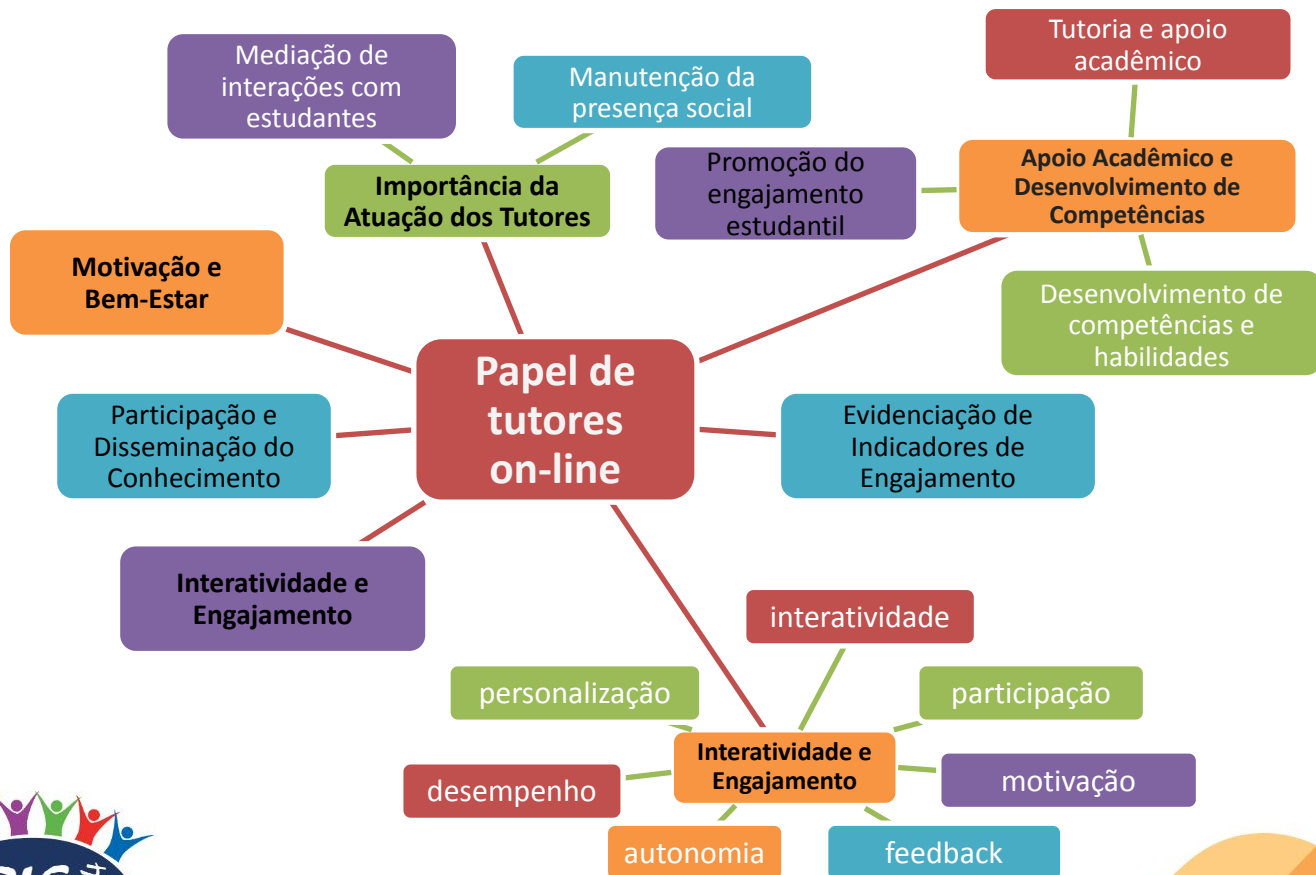 Tutoria e apoio
acadêmico
Mediação de
interações com
estudantes
Manutenção da
presença social
Importância da
Atuação dos Tutores
Promoção do
engajamento
estudantil
Apoio Acadêmico e
Desenvolvimento de
Competências
Motivação e
Bem-Estar
Desenvolvimento de
competências e
habilidades
Papel de
tutores
on-line
Participação e
Disseminação do
Conhecimento
Evidenciação de
Indicadores de
Engajamento
Interatividade e
Engajamento
interatividade
personalização
participação
Interatividade e
Engajamento
desempenho
motivação
autonomia
feedback